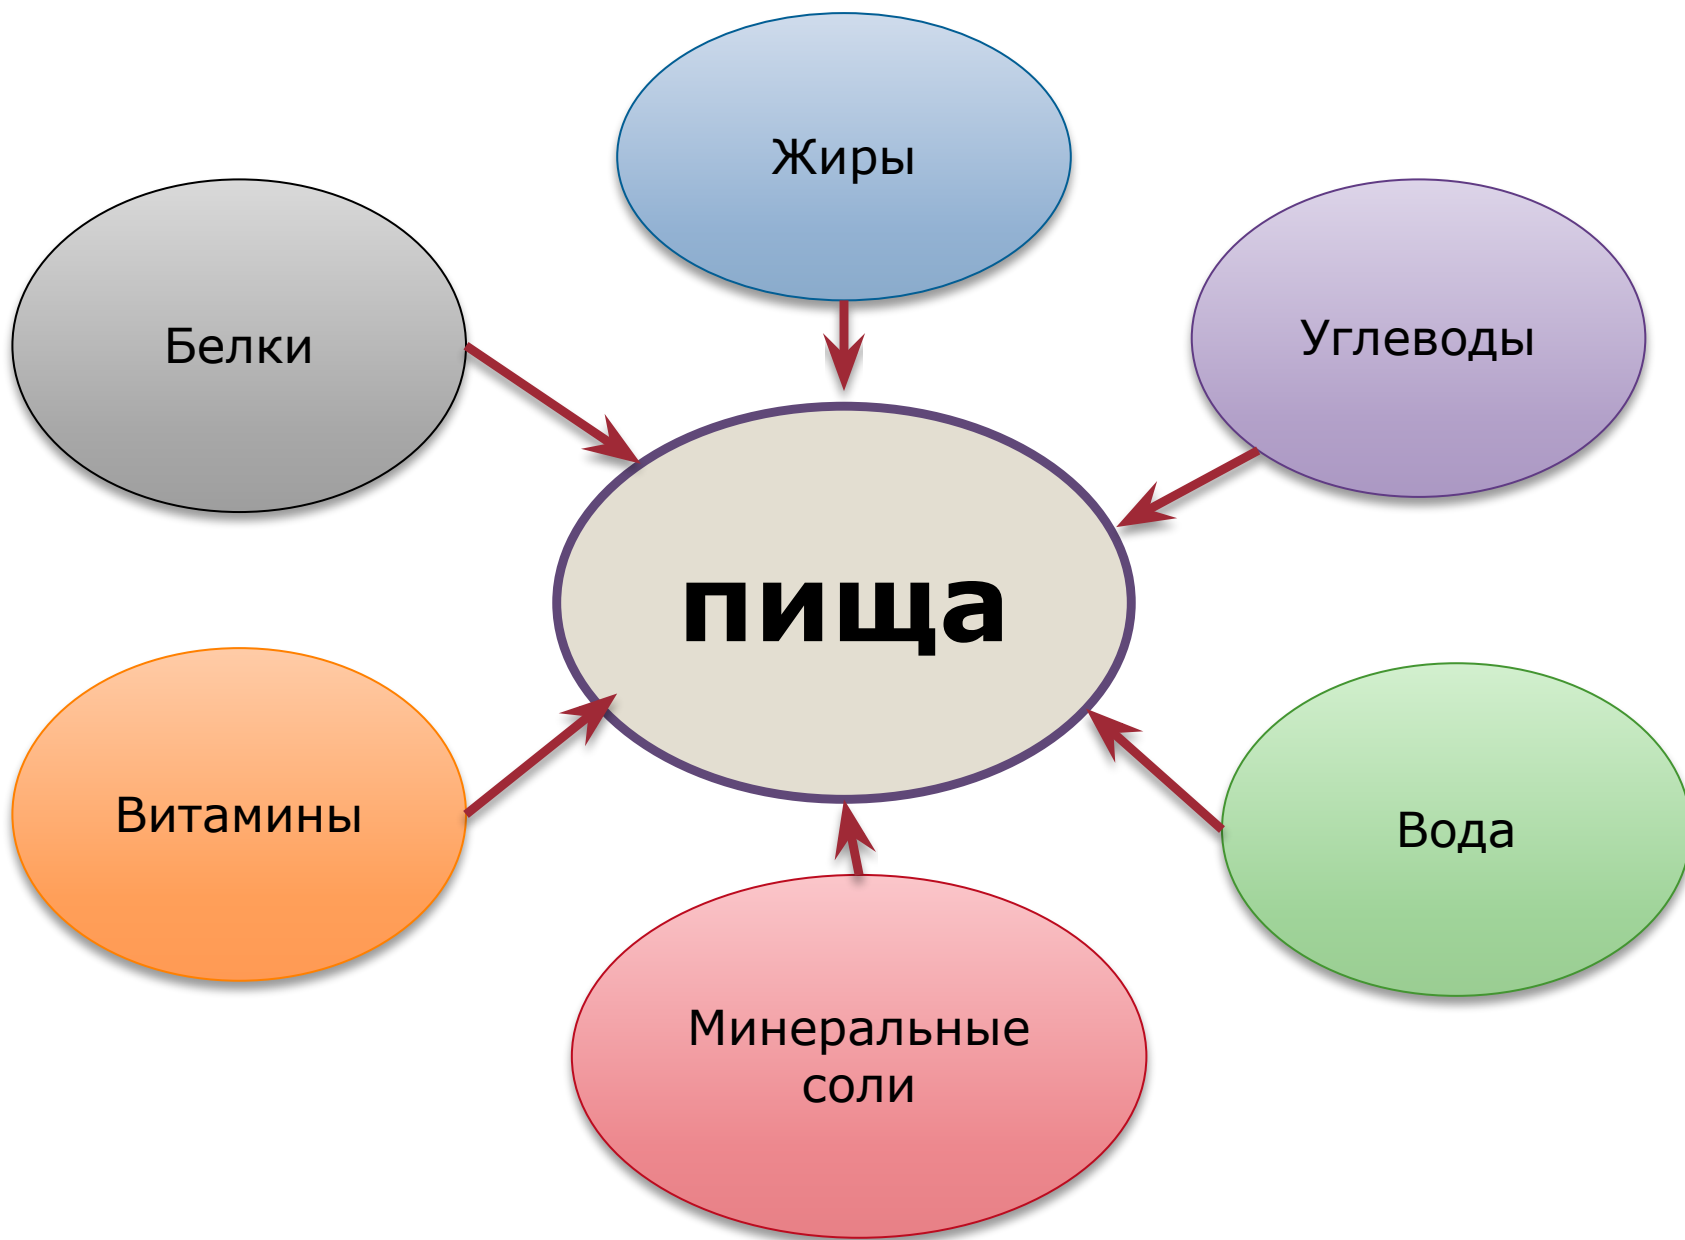 Жиры
Белки
Углеводы
пища
Витамины
Вода
Минеральные
соли